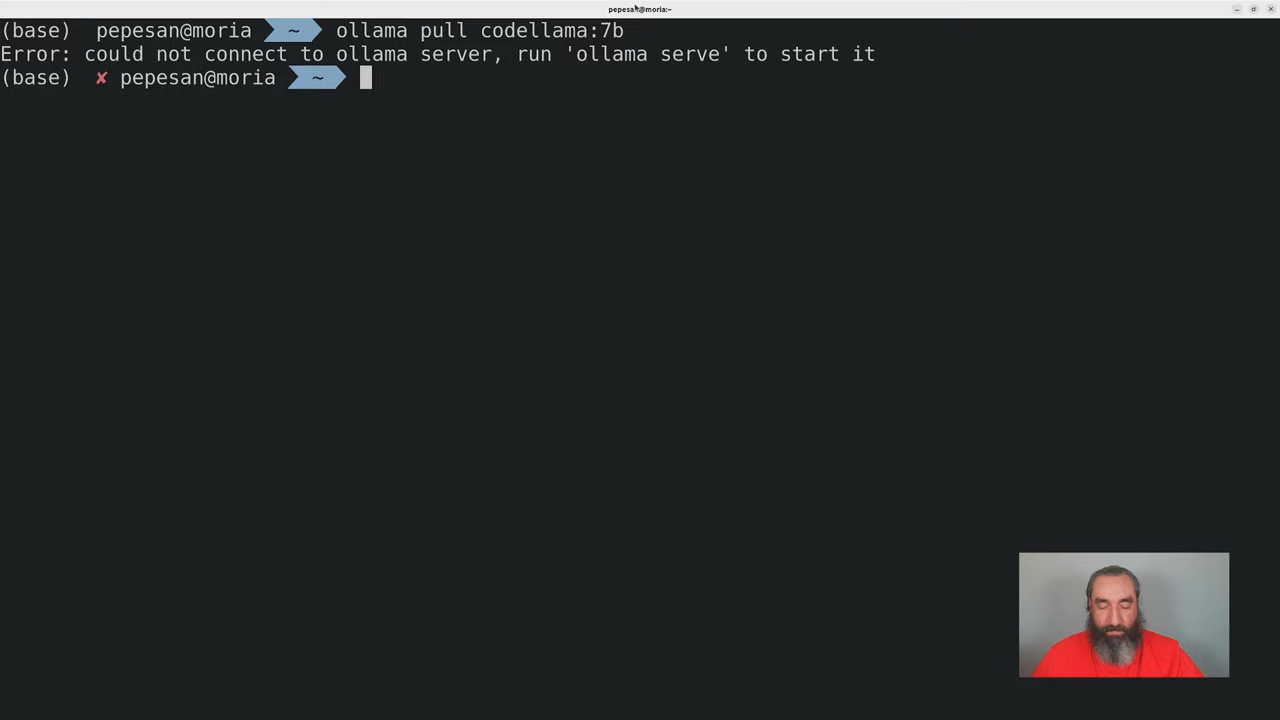 pepesan@moria:~
(base) pepesan@moria ~ ollama pull codellama:7b
Error: could not connect to ollama server, run 'ollama serve' to start it
(base) ✘ pepesan@moria ~